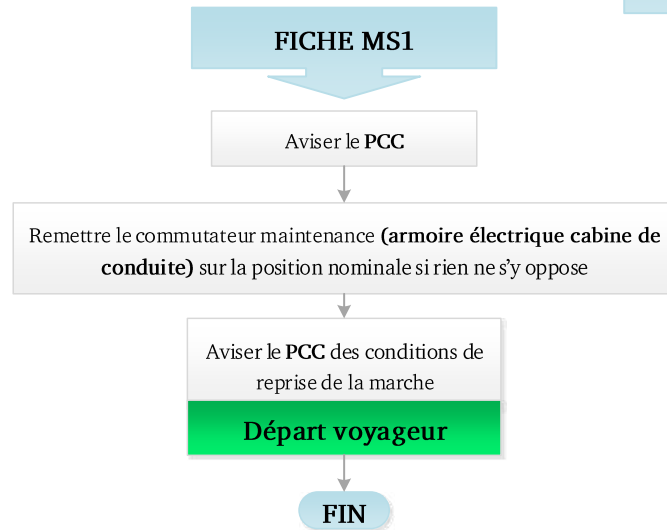 FICHE MS1
Aviser le PCC
Remettre le commutateur maintenance (armoire électrique cabine de
conduite) sur la position nominale si rien ne s'y oppose
Aviser le PCC des conditions de
reprise de la marche
Départ voyageur
FIN